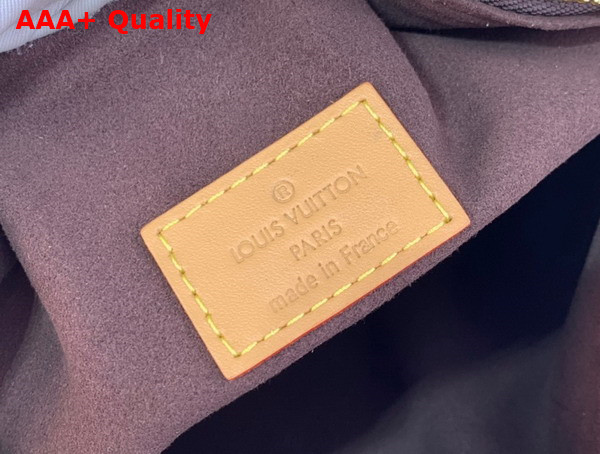 AAA+ Quality
®
LOUIS VUITTON
PARIS
made in France